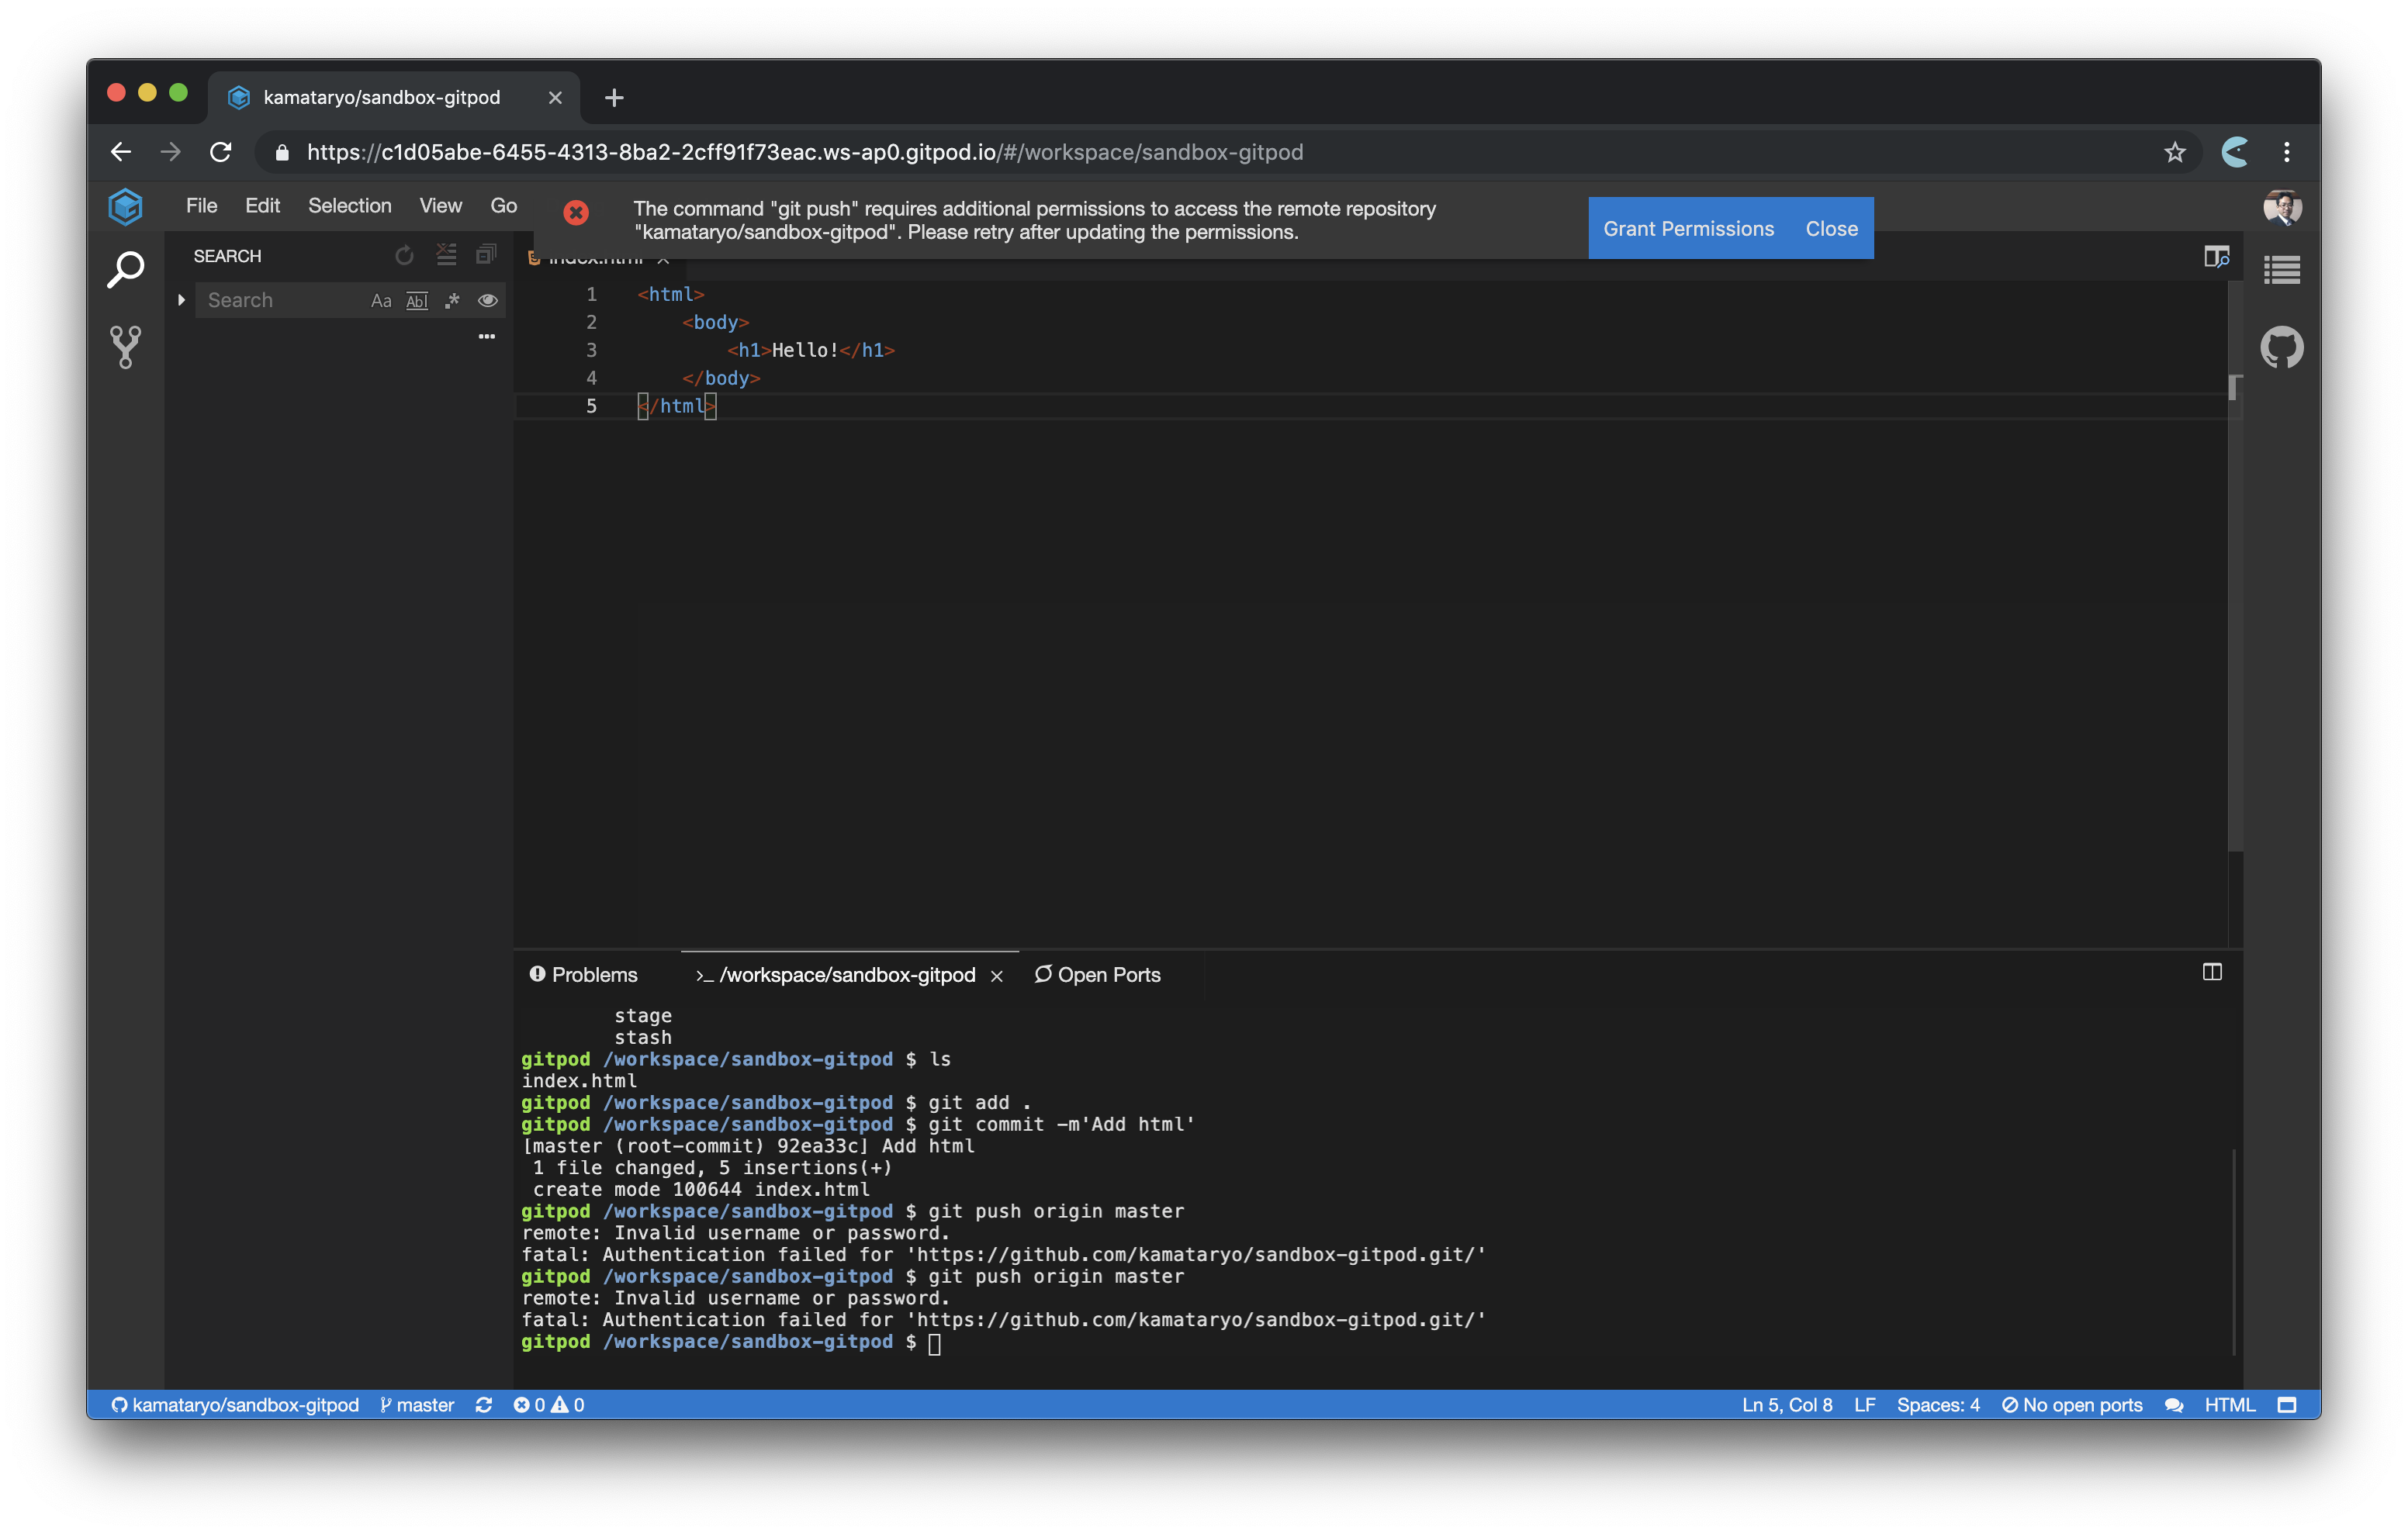 kamataryo/sandbox-gitpod
https://c1d05abe-6455-4313-8ba2-2cff91f73eac.ws-ap0.gitpod.io/#/workspace/sandbox-gitpod
File Edit Selection View Go
The command "git push" requires additional permissions to access the remote repository
"kamataryo/sandbox-gitpod". Please retry after updating the permissions.
Grant Permissions Close
SEARCH
index.html
Search Aa Abl .*
1 <html>
2 <body>
3 <h1>Hello!</h1>
4 </body>
5 </html>
Problems >_ /workspace/sandbox-gitpod Open Ports
stage
stash
gitpod /workspace/sandbox-gitpod $ ls
index.html
gitpod /workspace/sandbox-gitpod $ git add .
gitpod /workspace/sandbox-gitpod $ git commit -m'Add html'
[master (root-commit) 92ea33c] Add html
1 file changed, 5 insertions(+)
create mode 100644 index.html
gitpod /workspace/sandbox-gitpod $ git push origin master
remote: Invalid username or password.
fatal: Authentication failed for 'https://github.com/kamataryo/sandbox-gitpod.git/'
gitpod /workspace/sandbox-gitpod $ git push origin master
remote: Invalid username or password.
fatal: Authentication failed for 'https://github.com/kamataryo/sandbox-gitpod.git/'
gitpod /workspace/sandbox-gitpod $
kamataryo/sandbox-gitpod master 0 0 Ln 5, Col 8 LF Spaces: 4 No open ports HTML